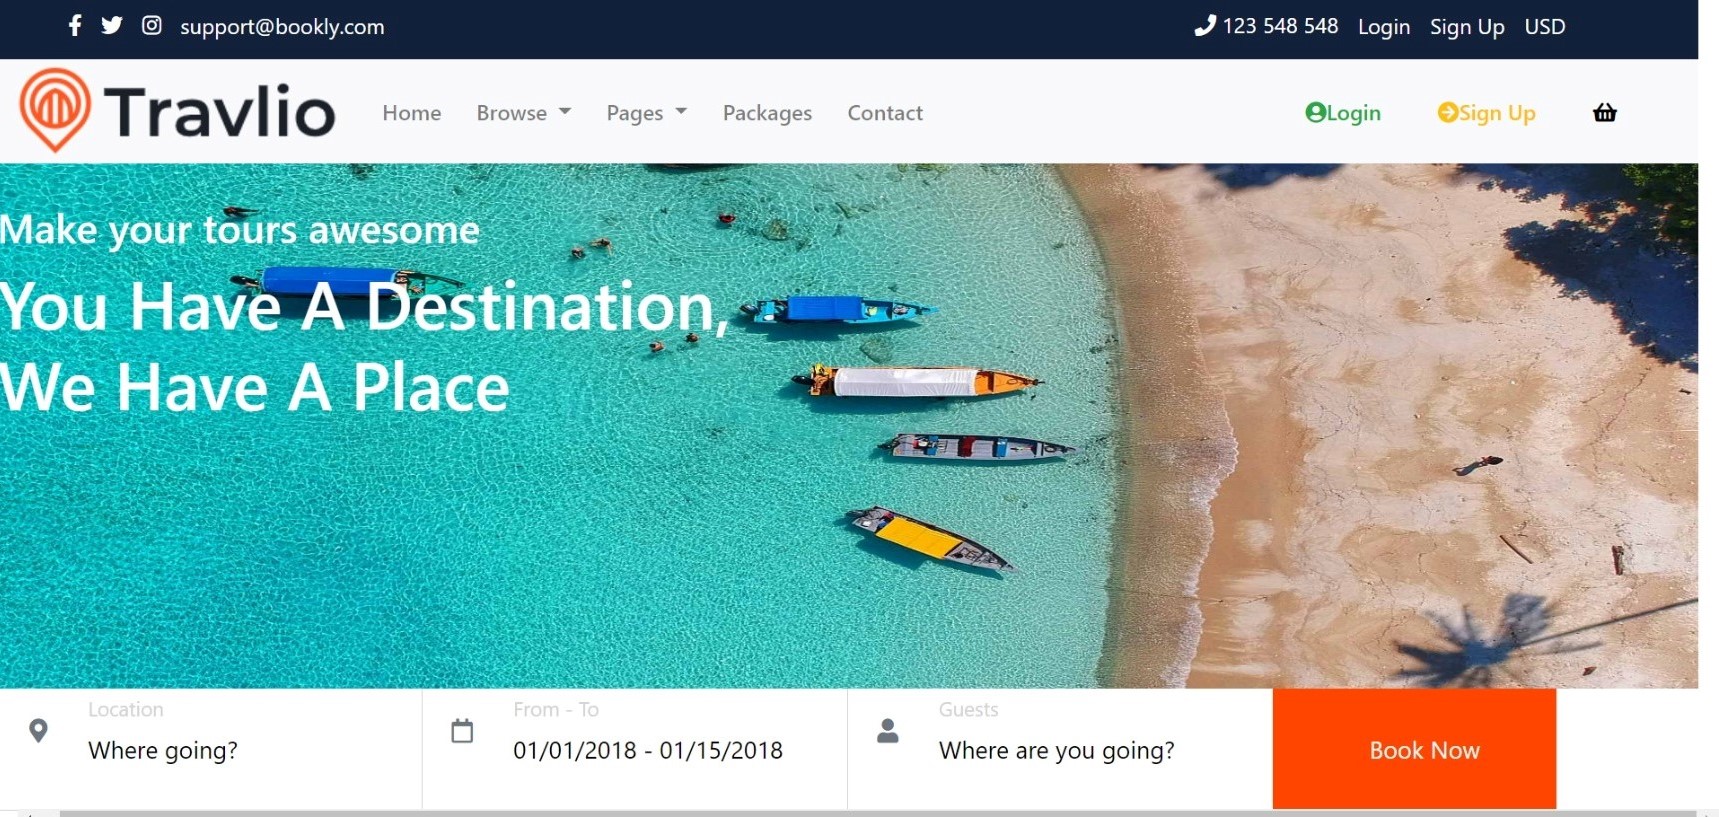 support@bookly.com 123 548 548 Login Sign Up USD
Travlio Home Browse Pages Packages Contact Login Sign Up
Make your tours awesome
You Have A Destination,
We Have A Place
Location From - To Guests
Where going? 01/01/2018 - 01/15/2018 Where are you going? Book Now